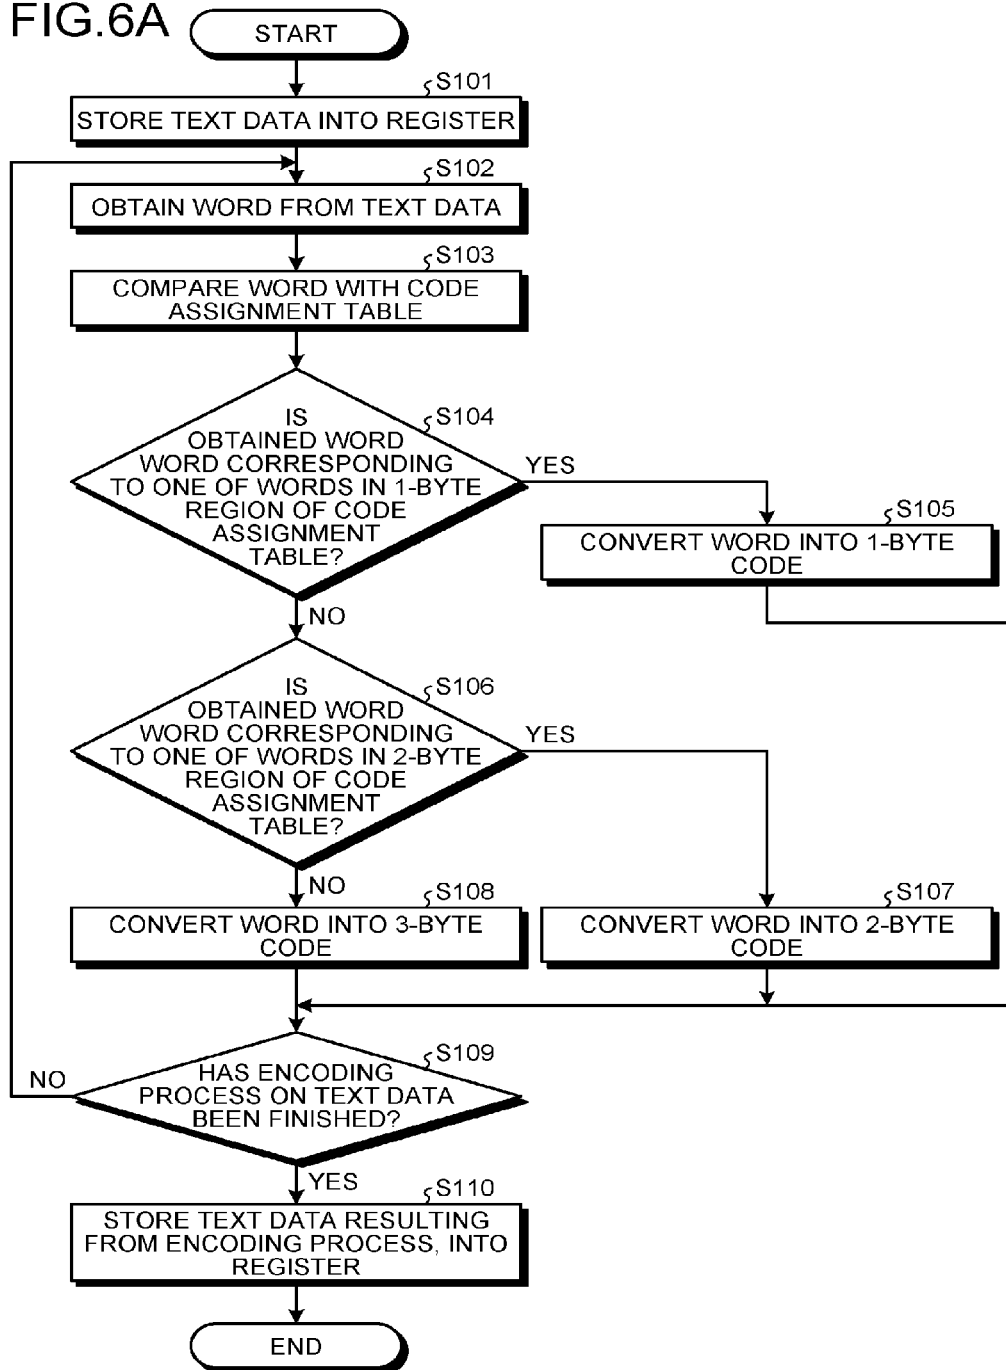 FIG.6A
START
S101
STORE TEXT DATA INTO REGISTER
S102
OBTAIN WORD FROM TEXT DATA
S103
COMPARE WORD WITH CODE
ASSIGNMENT TABLE
S104
IS
OBTAINED WORD
WORD CORRESPONDING
TO ONE OF WORDS IN 1-BYTE
REGION OF CODE
ASSIGNMENT
TABLE?
YES
S105
CONVERT WORD INTO 1-BYTE
CODE
NO
S106
IS
OBTAINED WORD
WORD CORRESPONDING
TO ONE OF WORDS IN 2-BYTE
REGION OF CODE
ASSIGNMENT
TABLE?
YES
NO
S108
CONVERT WORD INTO 3-BYTE
CODE
S107
CONVERT WORD INTO 2-BYTE
CODE
S109
HAS ENCODING
PROCESS ON TEXT DATA
BEEN FINISHED?
NO
YES
S110
STORE TEXT DATA RESULTING
FROM ENCODING PROCESS, INTO
REGISTER
END